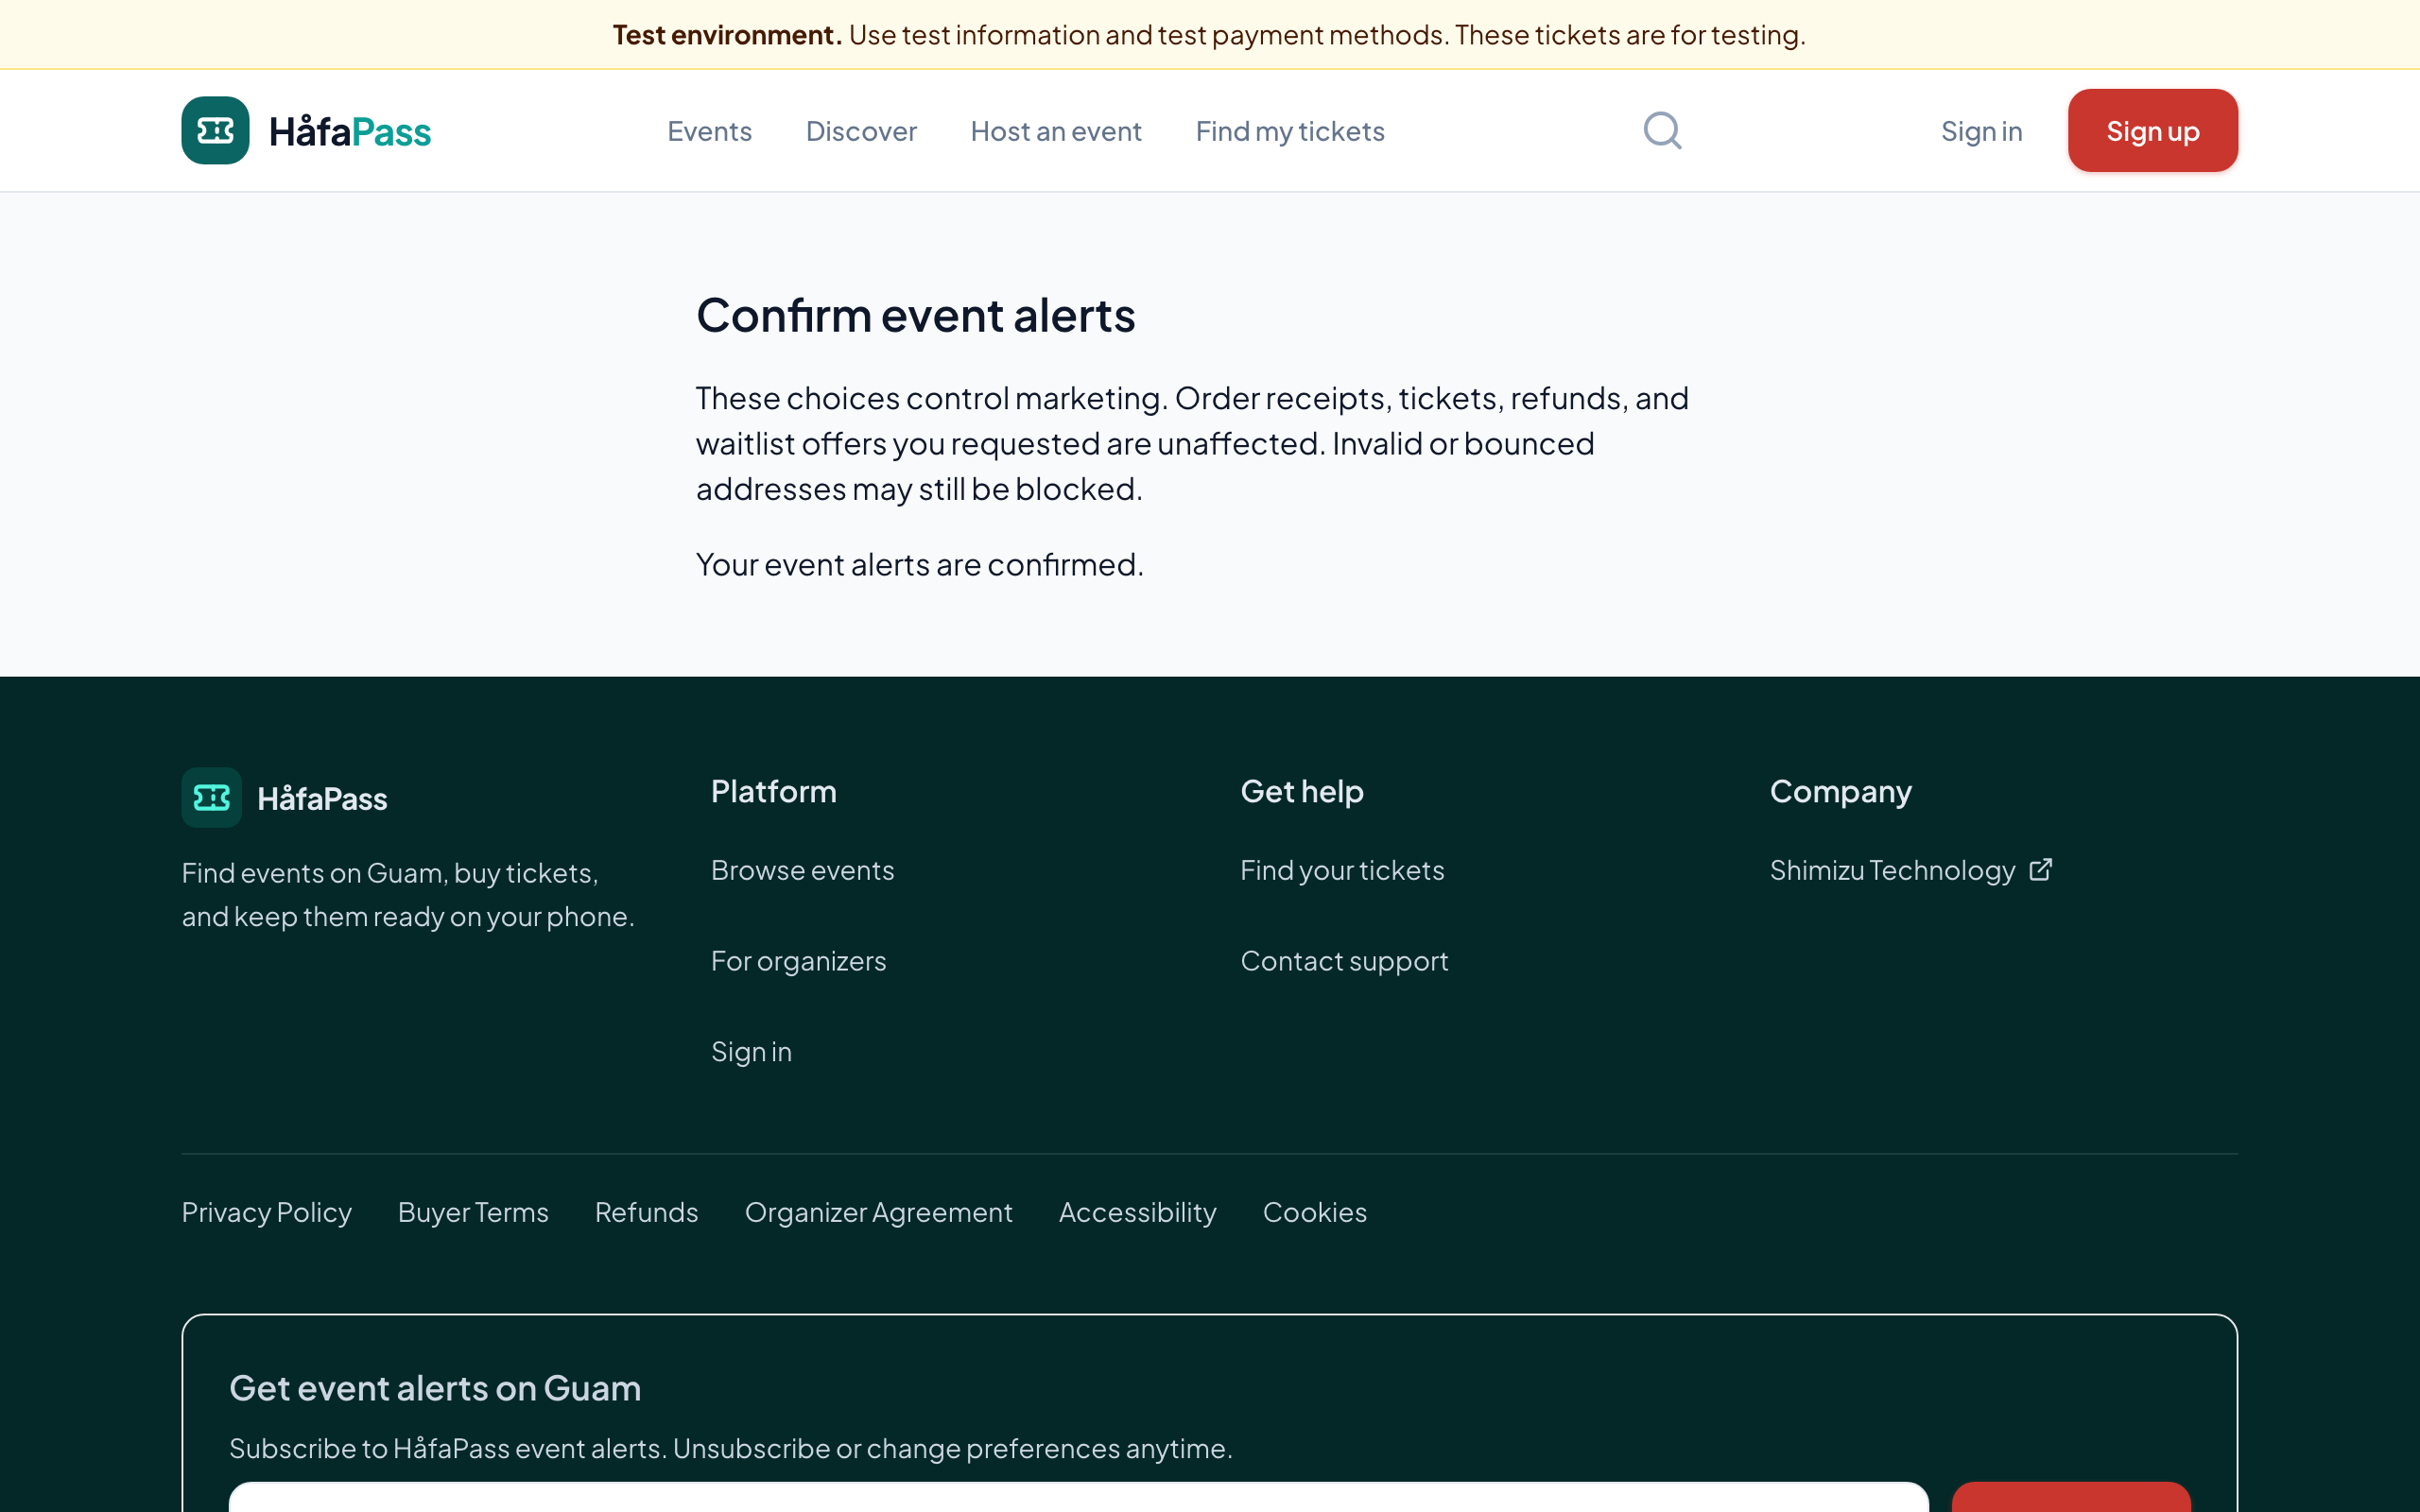 Test environment. Use test information and test payment methods. These tickets are for testing.
HåfaPass
Events
Discover
Host an event
Find my tickets
Sign in
Sign up
Confirm event alerts
These choices control marketing. Order receipts, tickets, refunds, and
waitlist offers you requested are unaffected. Invalid or bounced
addresses may still be blocked.
Your event alerts are confirmed.
HåfaPass
Find events on Guam, buy tickets,
and keep them ready on your phone.
Platform
Browse events
For organizers
Sign in
Get help
Find your tickets
Contact support
Company
Shimizu Technology
Privacy Policy
Buyer Terms
Refunds
Organizer Agreement
Accessibility
Cookies
Get event alerts on Guam
Subscribe to HåfaPass event alerts. Unsubscribe or change preferences anytime.